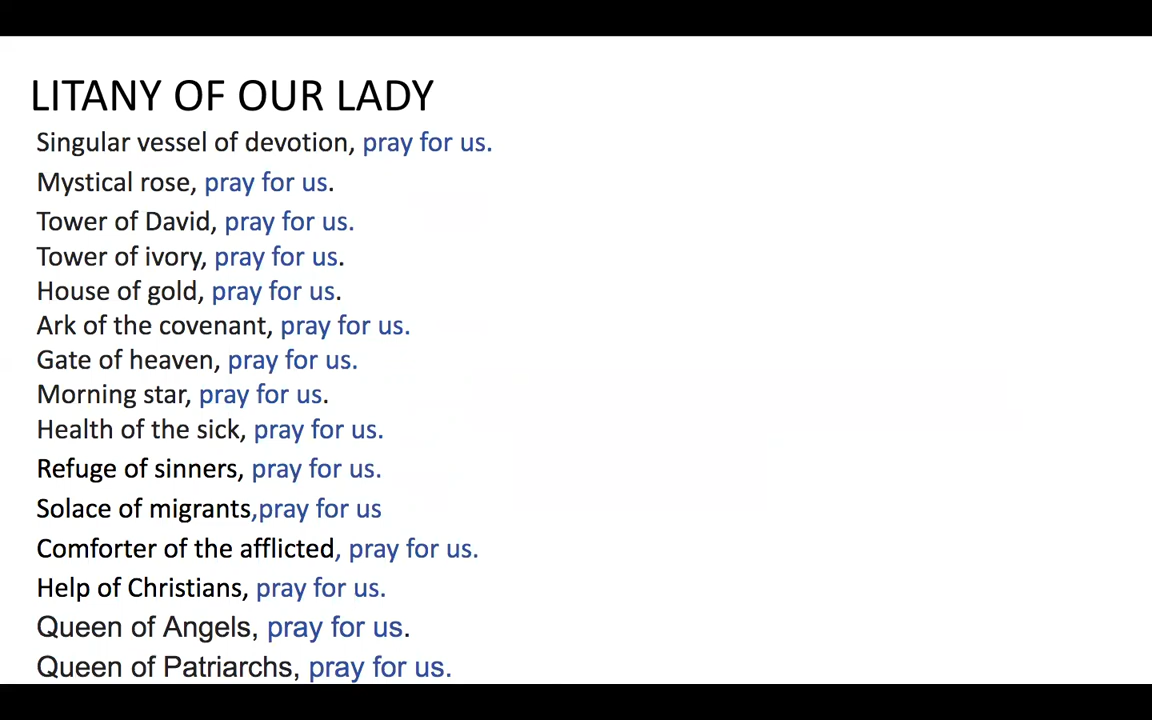 LITANY OF OUR LADY
Singular vessel of devotion, pray for us.
Mystical rose, pray for us.
Tower of David, pray for us.
Tower of ivory, pray for us.
House of gold, pray for us.
Ark of the covenant, pray for us.
Gate of heaven, pray for us.
Morning star, pray for us.
Health of the sick, pray for us.
Refuge of sinners, pray for us.
Solace of migrants,pray for us
Comforter of the afflicted, pray for us.
Help of Christians, pray for us.
Queen of Angels, pray for us.
Queen of Patriarchs, pray for us.